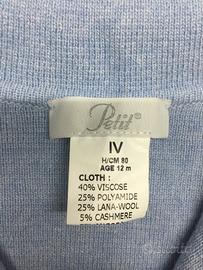 Petit
IV
H/CM 80
AGE 12 m
CLOTH :
40% VISCOSE
25% POLYAMIDE
25% LANA-WOOL
5% CASHMERE